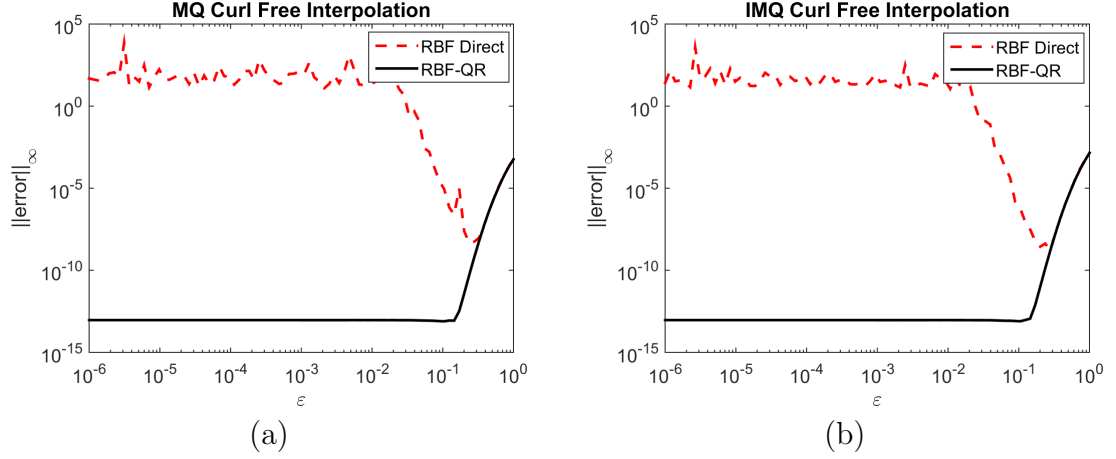 MQ Curl Free Interpolation
10^5
10^0
10^-5
10^-10
10^-15
||error||_∞
RBF Direct
RBF-QR
10^-6 10^-5 10^-4 10^-3 10^-2 10^-1 10^0
ε
(a)
IMQ Curl Free Interpolation
10^5
10^0
10^-5
10^-10
10^-15
||error||_∞
RBF Direct
RBF-QR
10^-6 10^-5 10^-4 10^-3 10^-2 10^-1 10^0
ε
(b)